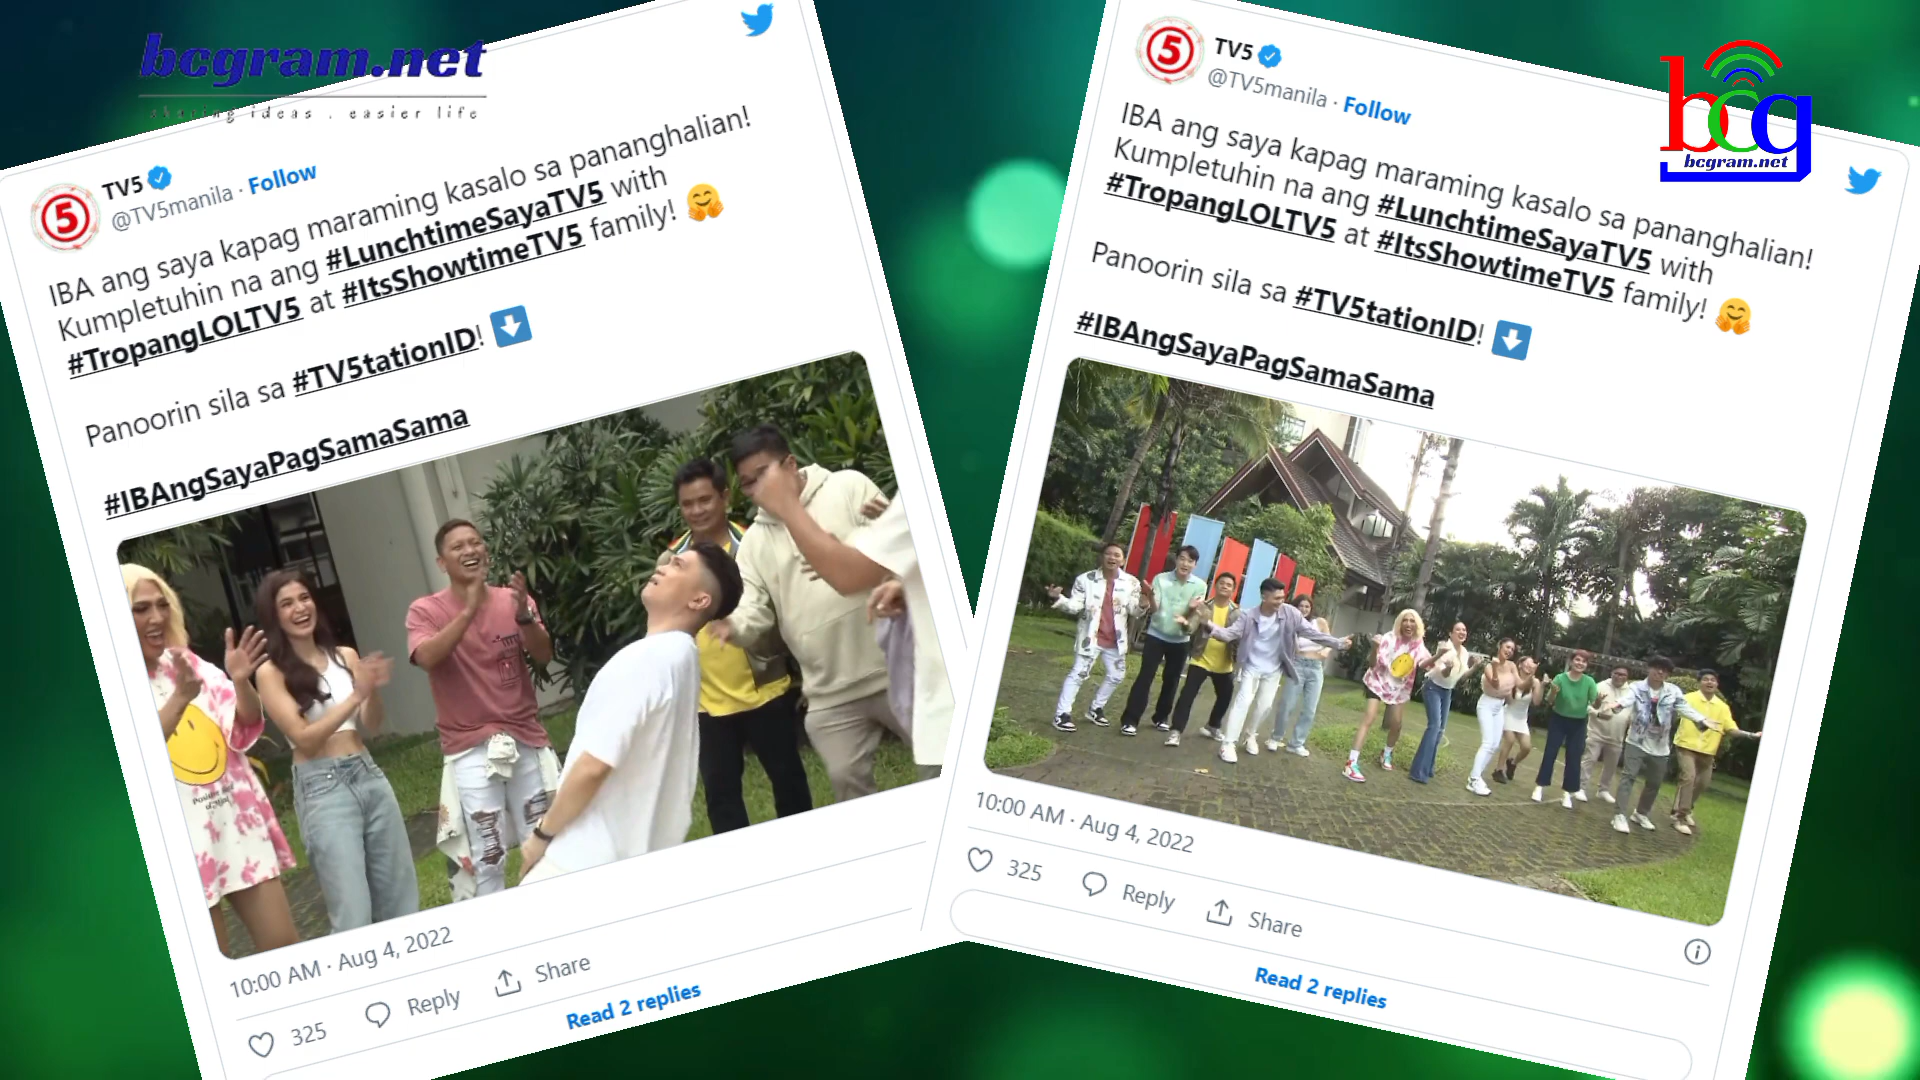 bcgram.net
sharing ideas . easier life
TV5
@TV5manila · Follow
IBA ang saya kapag maraming kasalo sa pananghalian!
Kumpletuhin na ang #LunchtimeSayaTV5 with
#TropangLOLTV5 at #ItsShowtimeTV5 family! 🤗
Panoorin sila sa #TV5tationID! ⬇️
#IBAngSayaPagSamaSama
10:00 AM · Aug 4, 2022
325 Reply Share
Read 2 replies
5 TV5
@TV5manila · Follow
IBA ang saya kapag maraming kasalo sa pananghalian!
Kumpletuhin na ang #LunchtimeSayaTV5 with
#TropangLOLTV5 at #ItsShowtimeTV5 family! 🤗
Panoorin sila sa #TV5tationID! ⬇️
#IBAngSayaPagSamaSama
10:00 AM · Aug 4, 2022
325 Reply Share
Read 2 replies
bcg
bcgram.net